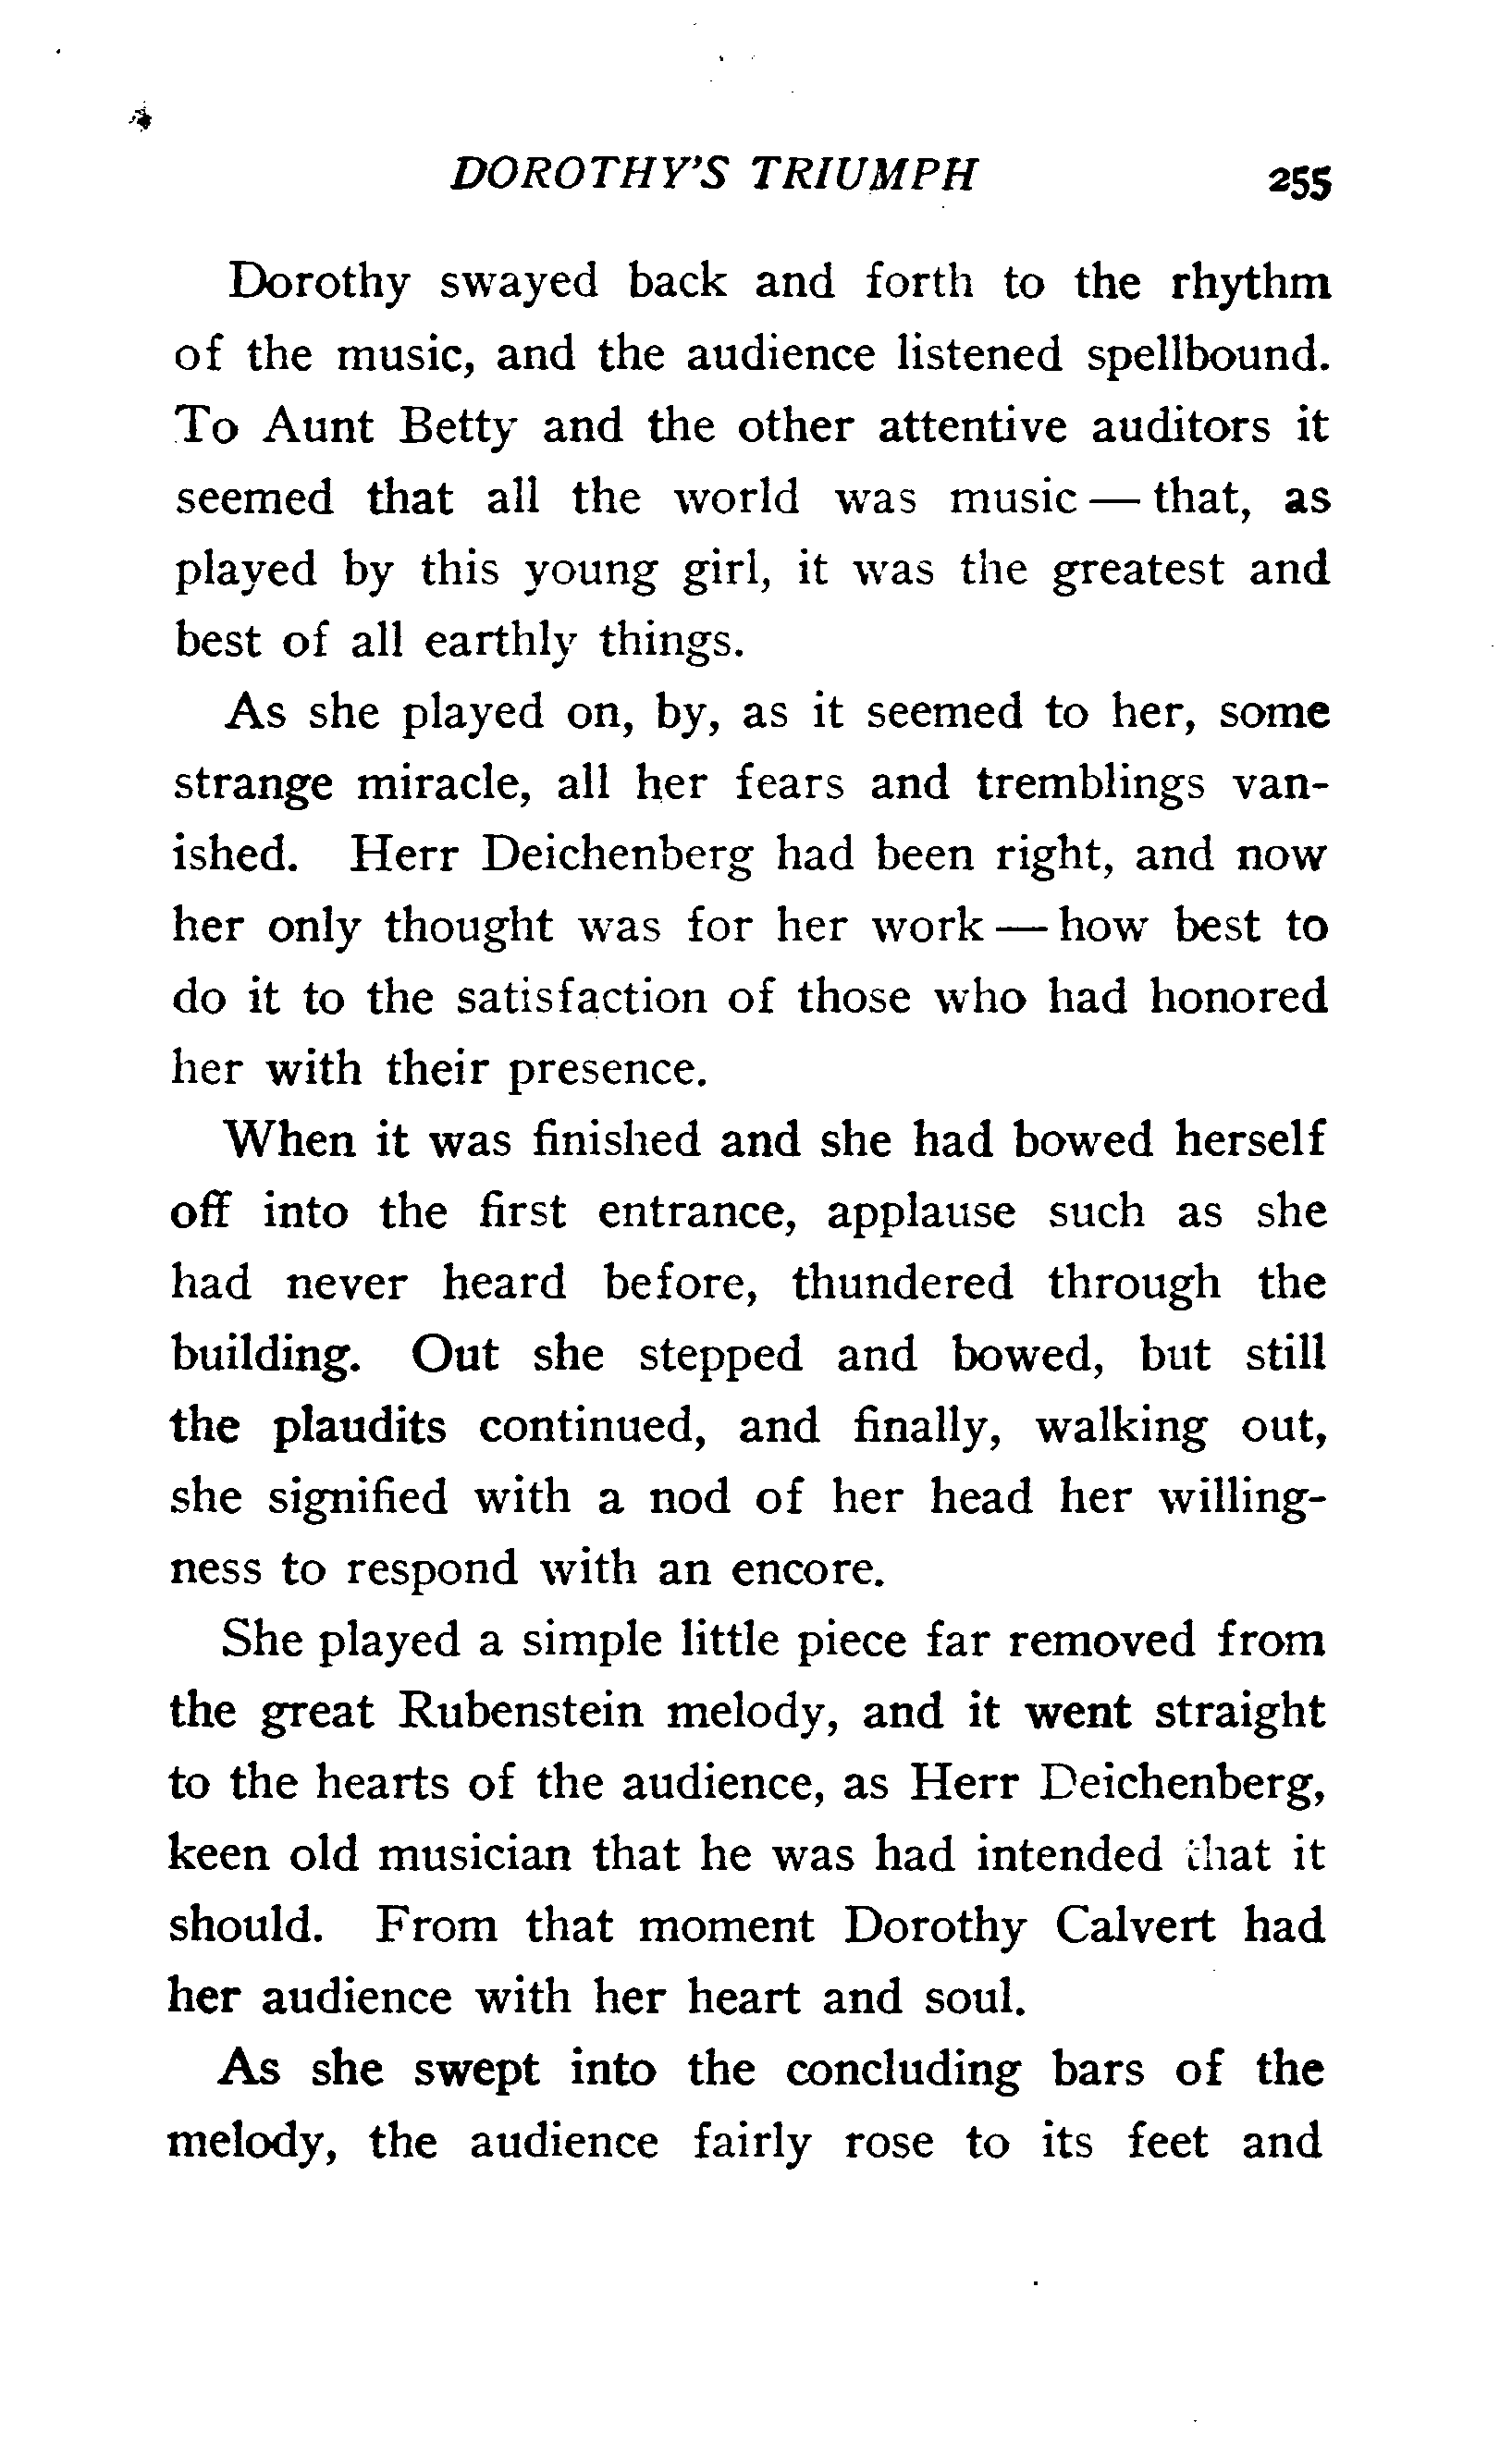 DOROTHY'S TRIUMPH 255
Dorothy swayed back and forth to the rhythm
of the music, and the audience listened spellbound.
To Aunt Betty and the other attentive auditors it
seemed that all the world was music — that, as
played by this young girl, it was the greatest and
best of all earthly things.
As she played on, by, as it seemed to her, some
strange miracle, all her fears and tremblings van-
ished. Herr Deichenberg had been right, and now
her only thought was for her work — how best to
do it to the satisfaction of those who had honored
her with their presence.
When it was finished and she had bowed herself
off into the first entrance, applause such as she
had never heard before, thundered through the
building. Out she stepped and bowed, but still
the plaudits continued, and finally, walking out,
she signified with a nod of her head her willing-
ness to respond with an encore.
She played a simple little piece far removed from
the great Rubenstein melody, and it went straight
to the hearts of the audience, as Herr Deichenberg,
keen old musician that he was had intended that it
should. From that moment Dorothy Calvert had
her audience with her heart and soul.
As she swept into the concluding bars of the
melody, the audience fairly rose to its feet and